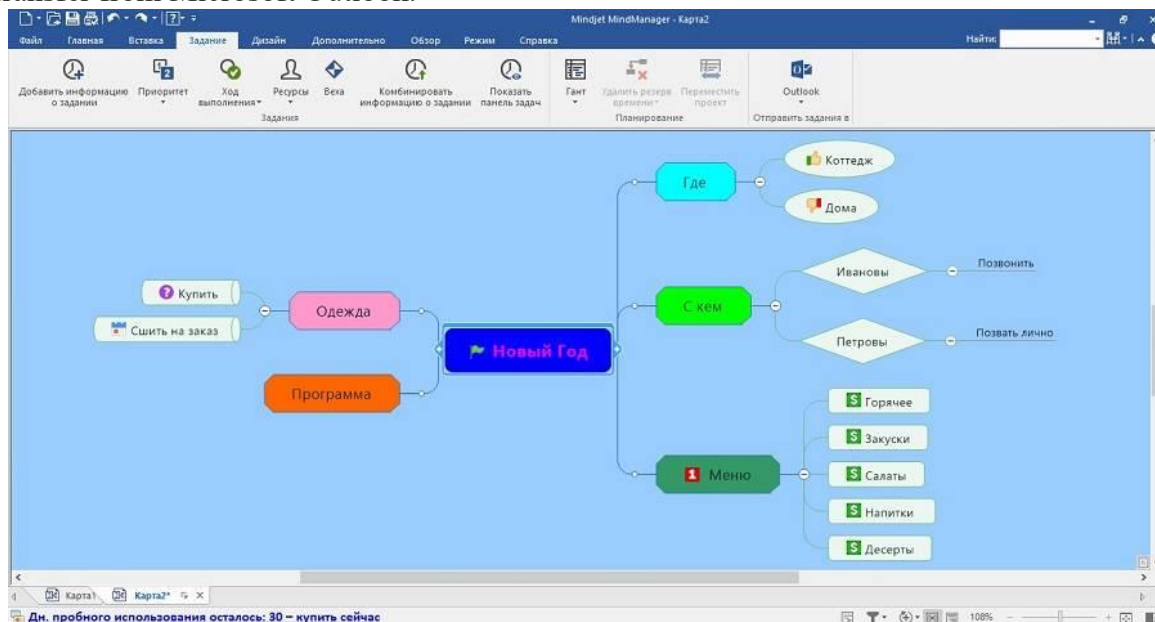 Mindjet MindManager - Карта2
Файл Главная Вставка Задание Дизайн Дополнительно Обзор Режим Справка Найти:
Добавить информацию о задании
Приоритет
Ход выполнения
Ресурсы
Веха
Комбинировать информацию о задании
Показать панель задач
Гант
Удалить резерв времени
Переместить проект
Outlook
Задания Планирование Отправить задания в
Новый Год
Где
Коттедж
Дома
С кем
Ивановы
Позвонить
Петровы
Позвать лично
1 Меню
Горячее
Закуски
Салаты
Напитки
Десерты
Одежда
Купить
Сшить на заказ
Программа
Карта1 Карта2*
Дн. пробного использования осталось: 30 – купить сейчас 108%